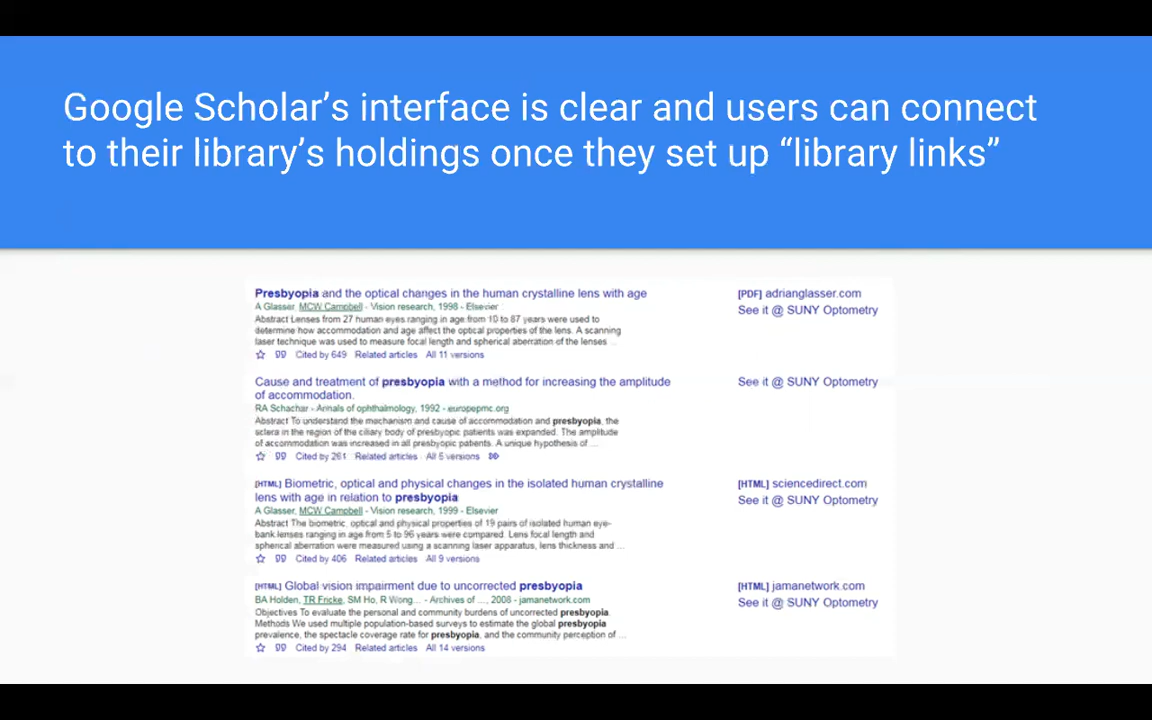 Google Scholar's interface is clear and users can connect
to their library's holdings once they set up “library links”
Presbyopia and the optical changes in the human crystalline lens with age
[PDF] adrianglasser.com
A Glasser, MCW Campbell - Vision research, 1998 - Elsevier
See it @ SUNY Optometry
Abstract Lenses from 27 human eyes ranging in age from 10 to 87 years were used to
determine how accommodation and age affect the optical properties of the lens. A scanning
laser technique was used to measure focal length and spherical aberration of the lenses ...
Cited by 649 Related articles All 11 versions
Cause and treatment of presbyopia with a method for increasing the amplitude
of accommodation.
See it @ SUNY Optometry
RA Schachar - Annals of ophthalmology, 1992 - europepmc.org
Abstract To understand the mechanism and cause of accommodation and presbyopia, the
sclera in the region of the ciliary body of presbyopic patients was expanded. The amplitude
of accommodation was increased in all presbyopic patients. A unique hypothesis of ...
Cited by 261 Related articles All 5 versions
[HTML] Biometric, optical and physical changes in the isolated human crystalline
lens with age in relation to presbyopia
[HTML] sciencedirect.com
See it @ SUNY Optometry
A Glasser, MCW Campbell - Vision research, 1999 - Elsevier
Abstract The biometric, optical and physical properties of 19 pairs of isolated human eye-
bank lenses ranging in age from 5 to 96 years were compared. Lens focal length and
spherical aberration were measured using a scanning laser apparatus, lens thickness and ...
Cited by 406 Related articles All 9 versions
[HTML] Global vision impairment due to uncorrected presbyopia
[HTML] jamanetwork.com
BA Holden, TR Fricke, SM Ho, R Wong... - Archives of ..., 2008 - jamanetwork.com
See it @ SUNY Optometry
Objectives To evaluate the personal and community burdens of uncorrected presbyopia.
Methods We used multiple population-based surveys to estimate the global presbyopia
prevalence, the spectacle coverage rate for presbyopia, and the community perception of ...
Cited by 294 Related articles All 14 versions